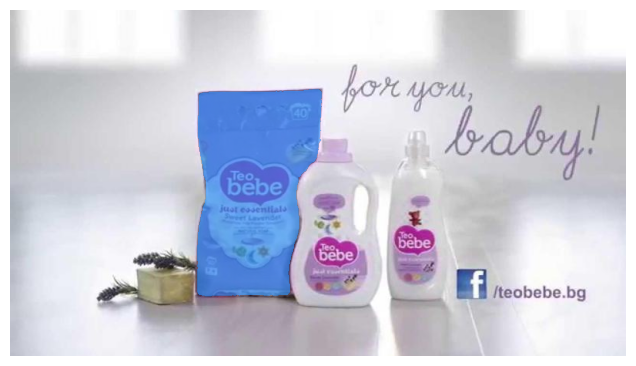 for you,
baby!
40
Teo
bebe
just essentials
Sweet Lavender
Teo
bebe
just essentials
Teo
bebe
/teobebe.bg